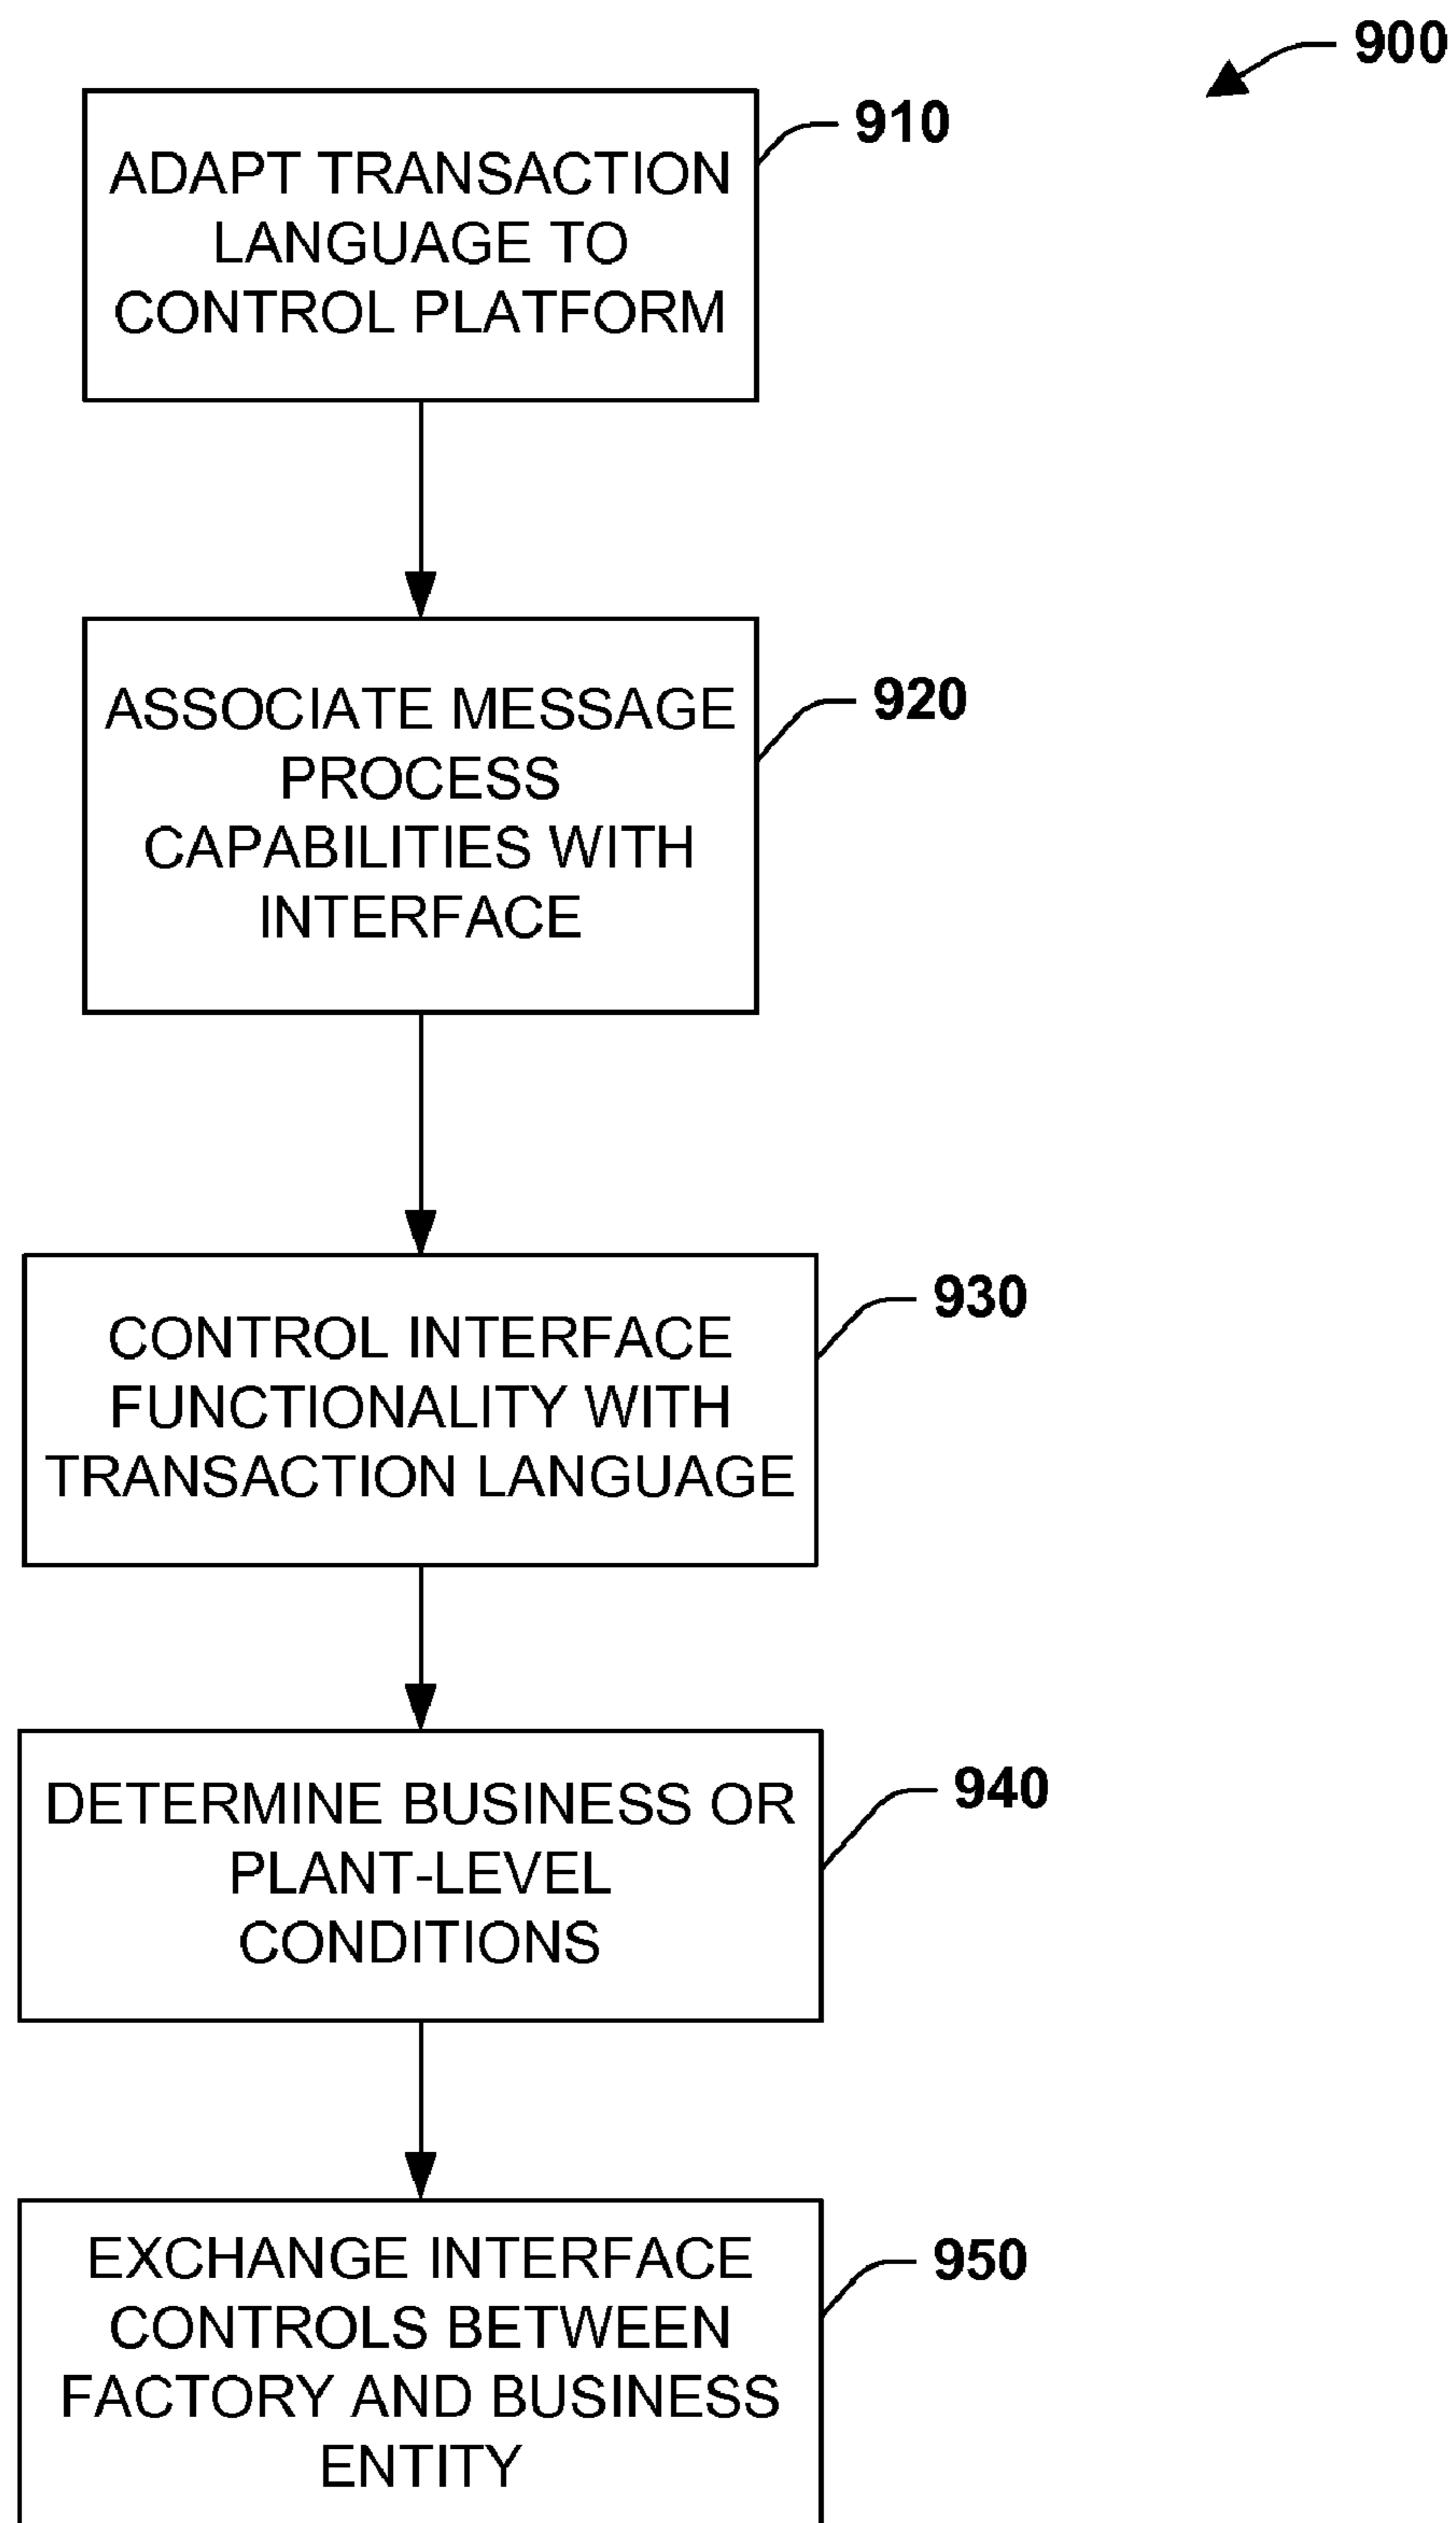 900
910
ADAPT TRANSACTION
LANGUAGE TO
CONTROL PLATFORM
920
ASSOCIATE MESSAGE
PROCESS
CAPABILITIES WITH
INTERFACE
930
CONTROL INTERFACE
FUNCTIONALITY WITH
TRANSACTION LANGUAGE
940
DETERMINE BUSINESS OR
PLANT-LEVEL
CONDITIONS
950
EXCHANGE INTERFACE
CONTROLS BETWEEN
FACTORY AND BUSINESS
ENTITY